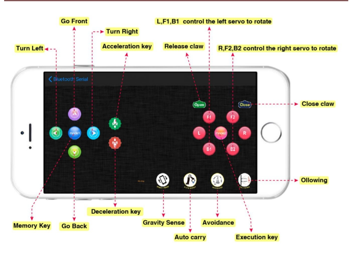 Go Front
L,F1,B1 control the left servo to rotate
Turn Right
Turn Left
Acceleration key
Release claw
R,F2,B2 control the right servo to rotate
Bluetooth Serial
Open
Close
Close claw
F1
F2
L
R
B1
B2
Ollowing
Memory Key
Go Back
Deceleration key
Gravity Sense
Auto carry
Avoidance
Execution key